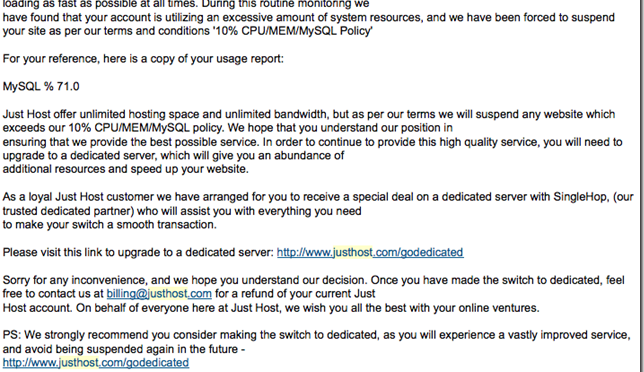 loading as fast as possible at all times. During this routine monitoring we
have found that your account is utilizing an excessive amount of system resources, and we have been forced to suspend
your site as per our terms and conditions '10% CPU/MEM/MySQL Policy'
For your reference, here is a copy of your usage report:
MySQL % 71.0
Just Host offer unlimited hosting space and unlimited bandwidth, but as per our terms we will suspend any website which
exceeds our 10% CPU/MEM/MySQL policy. We hope that you understand our position in
ensuring that we provide the best possible service. In order to continue to provide this high quality service, you will need to
upgrade to a dedicated server, which will give you an abundance of
additional resources and speed up your website.
As a loyal Just Host customer we have arranged for you to receive a special deal on a dedicated server with SingleHop, (our
trusted dedicated partner) who will assist you with everything you need
to make your switch a smooth transaction.
Please visit this link to upgrade to a dedicated server: http://www.justhost.com/godedicated
Sorry for any inconvenience, and we hope you understand our decision. Once you have made the switch to dedicated, feel
free to contact us at billing@justhost.com for a refund of your current Just
Host account. On behalf of everyone here at Just Host, we wish you all the best with your online ventures.
PS: We strongly recommend you consider making the switch to dedicated, as you will experience a vastly improved service,
and avoid being suspended again in the future -
http://www.justhost.com/godedicated